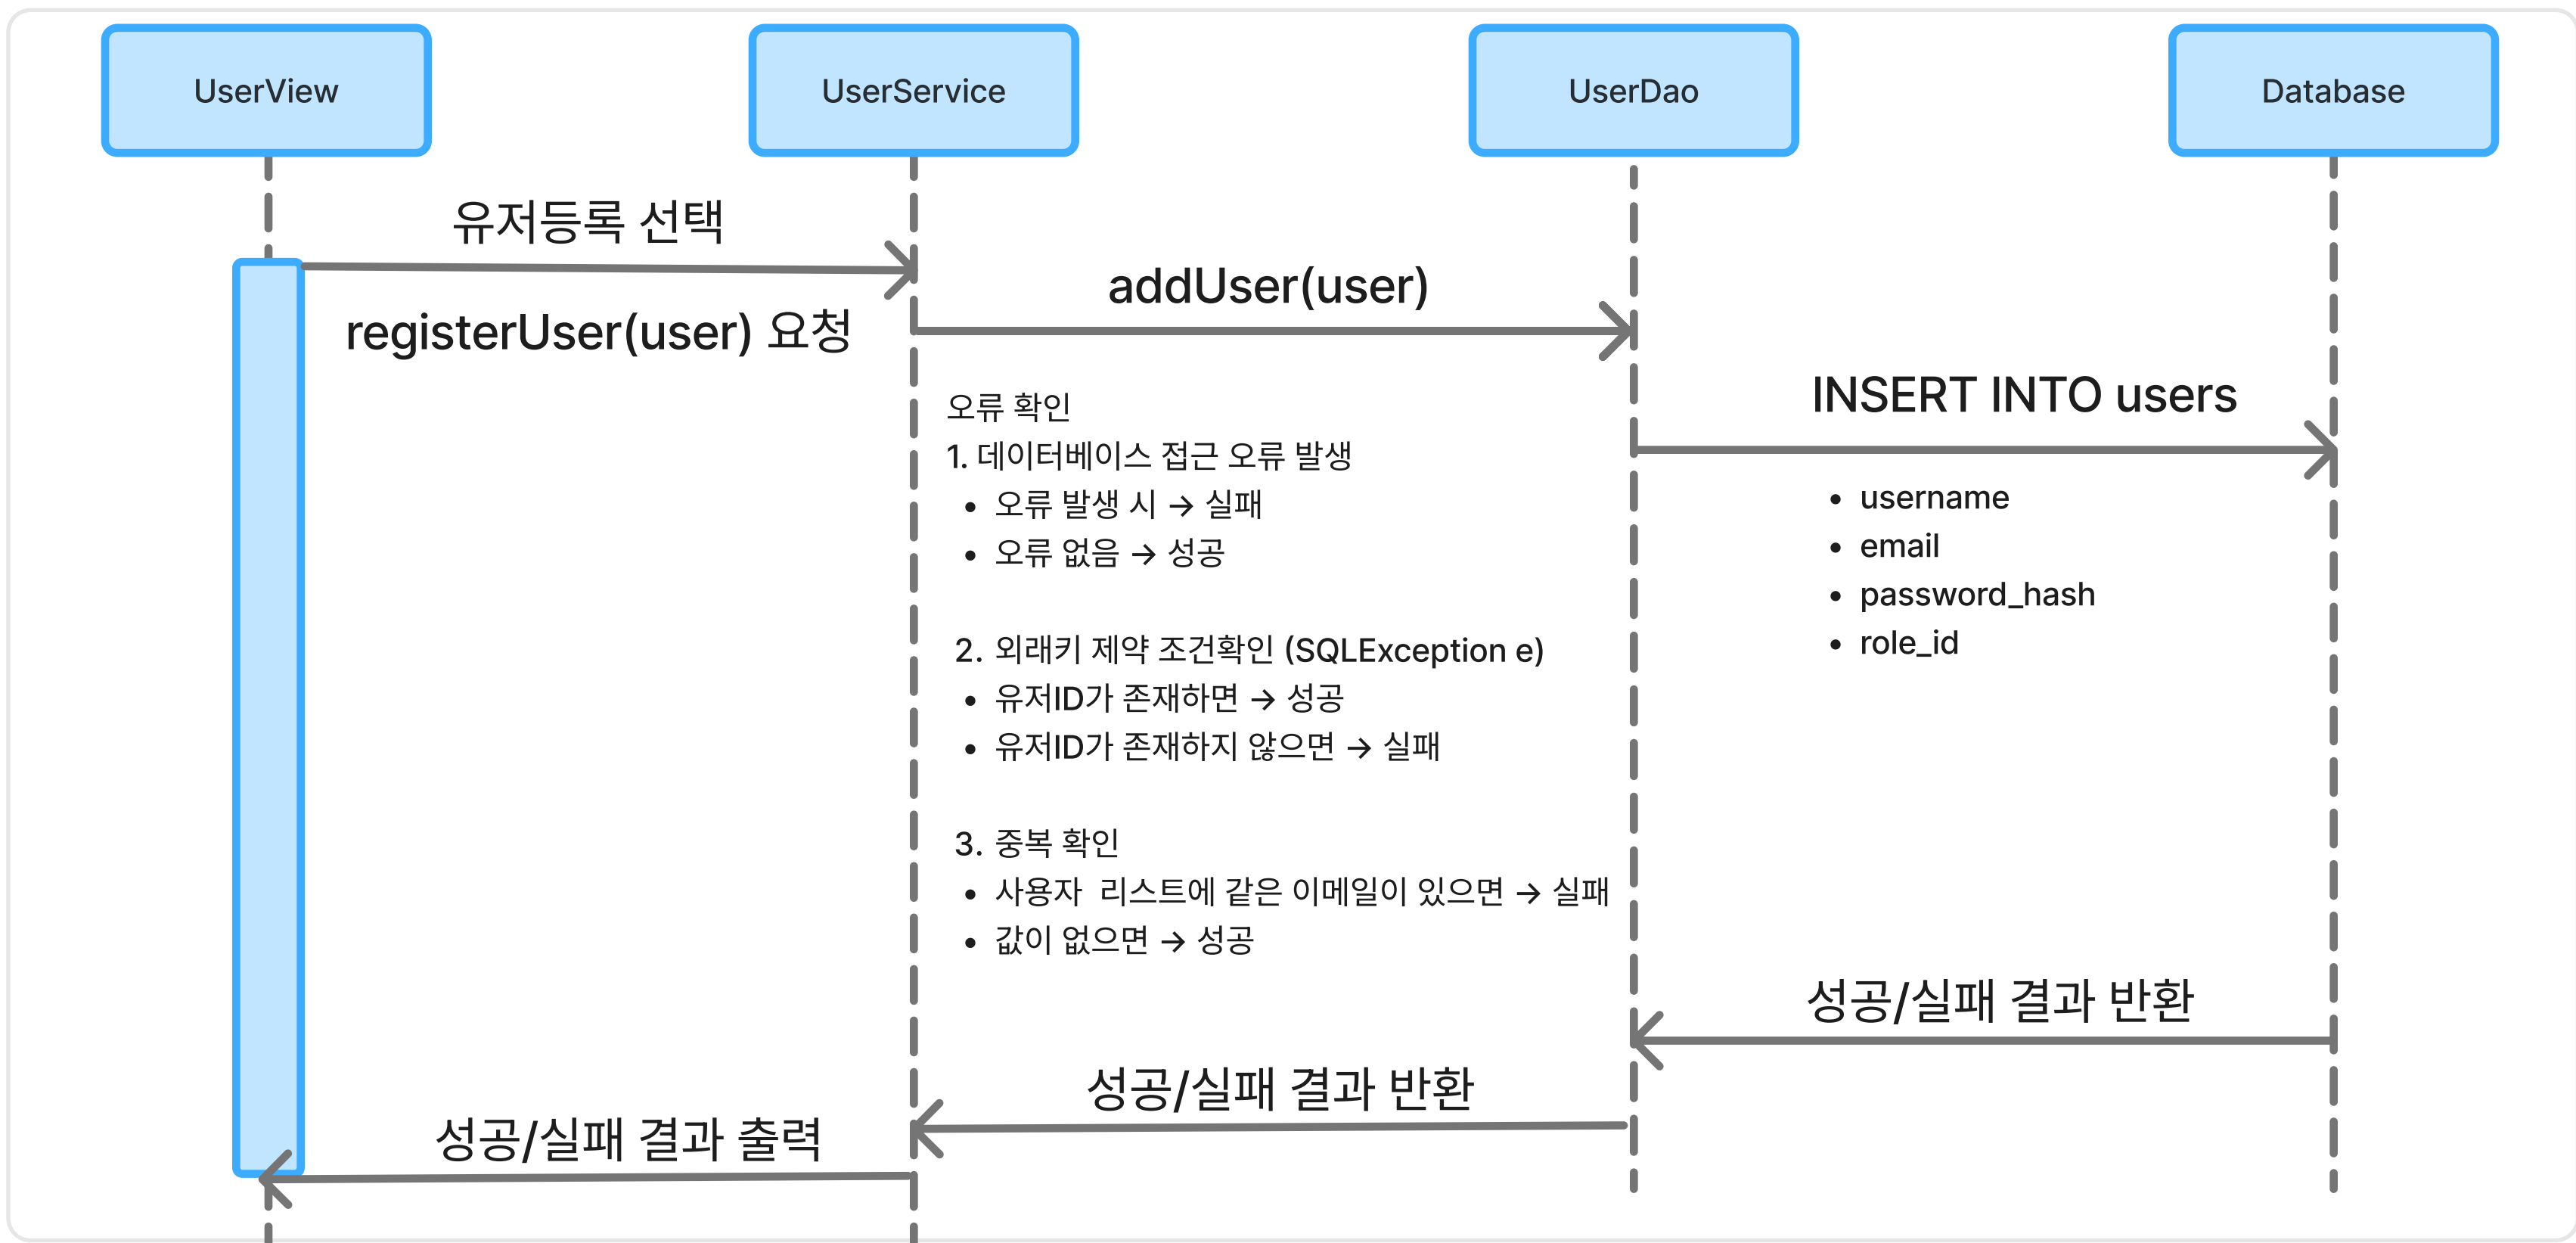 UserView
UserService
UserDao
Database
유저등록 선택
registerUser(user) 요청
addUser(user)
INSERT INTO users
• username
• email
• password_hash
• role_id
오류 확인
1. 데이터베이스 접근 오류 발생
• 오류 발생 시 → 실패
• 오류 없음 → 성공
2. 외래키 제약 조건확인 (SQLException e)
• 유저ID가 존재하면 → 성공
• 유저ID가 존재하지 않으면 → 실패
3. 중복 확인
• 사용자  리스트에 같은 이메일이 있으면 → 실패
• 값이 없으면 → 성공
성공/실패 결과 반환
성공/실패 결과 반환
성공/실패 결과 출력